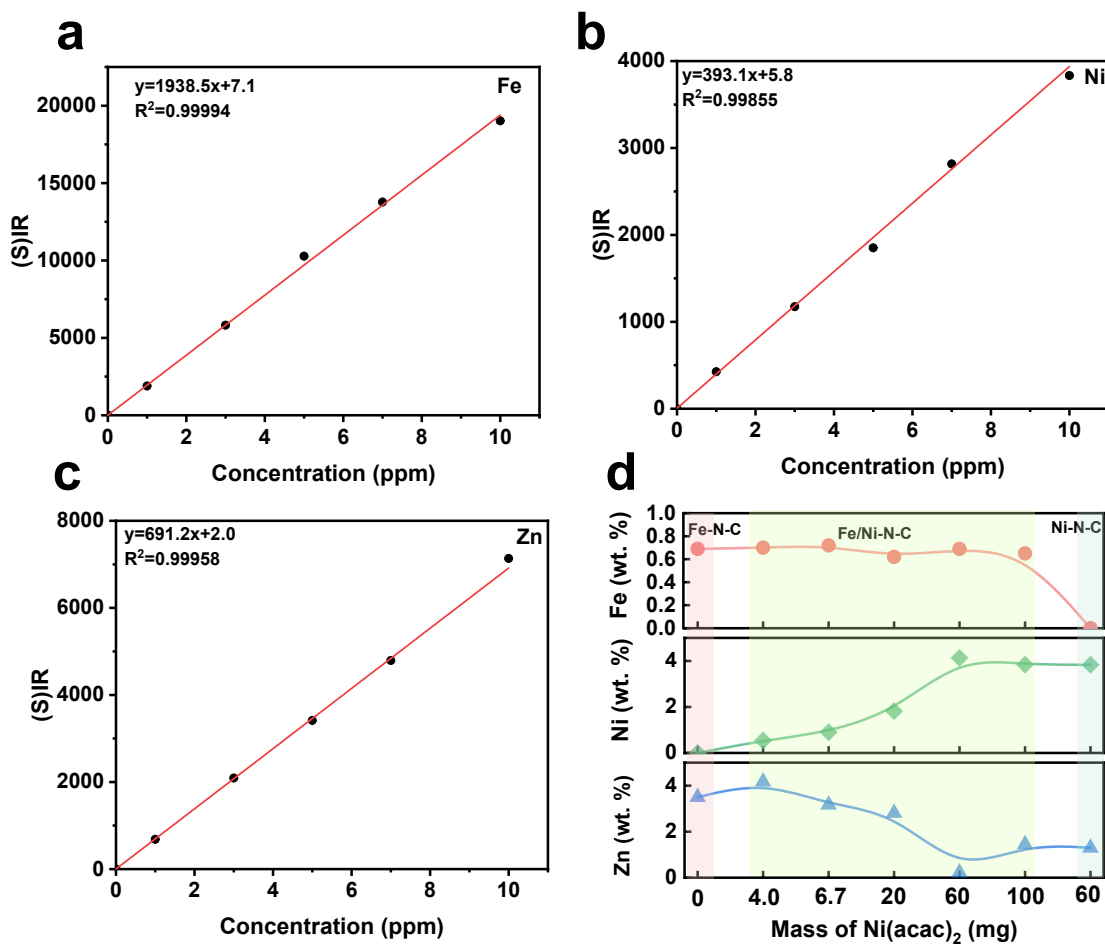 a
y=1938.5x+7.1
R²=0.99994
Fe
(S)IR
20000
15000
10000
5000
0
0 2 4 6 8 10
Concentration (ppm)
b
y=393.1x+5.8
R²=0.99855
Ni
(S)IR
4000
3000
2000
1000
0
0 2 4 6 8 10
Concentration (ppm)
c
y=691.2x+2.0
R²=0.99958
Zn
(S)IR
8000
6000
4000
2000
0
0 2 4 6 8 10
Concentration (ppm)
d
Fe-N-C
Fe/Ni-N-C
Ni-N-C
Fe (wt. %)
1.0
0.8
0.6
0.4
0.2
0.0
Ni (wt. %)
4
2
0
Zn (wt. %)
4
2
0
0 4.0 6.7 20 60 100 60
Mass of Ni(acac)₂ (mg)